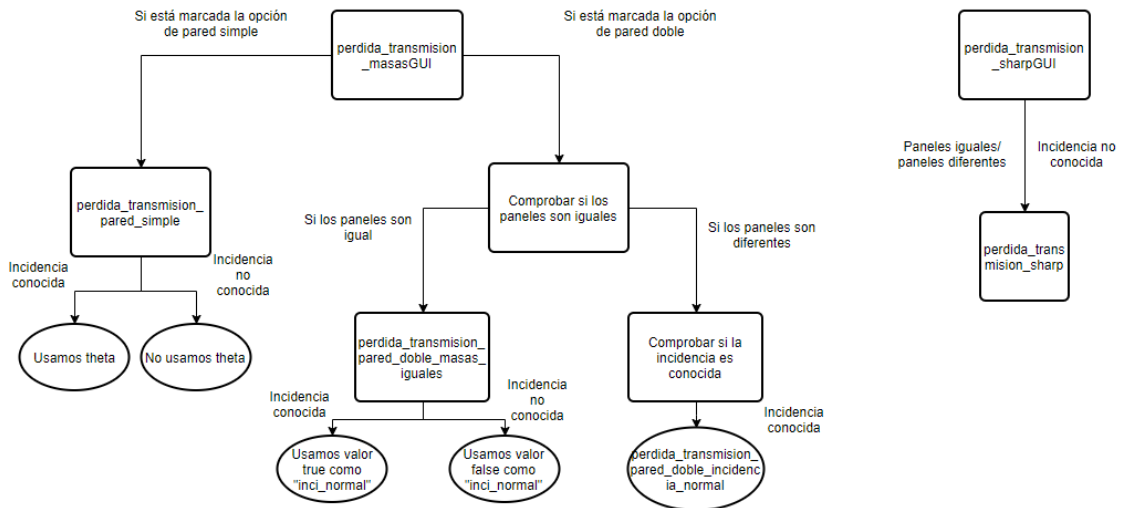 Si está marcada la opción
de pared simple
Si está marcada la opción
de pared doble
perdida_transmision
_masasGUI
perdida_transmision
_sharpGUI
Paneles iguales/
paneles diferentes
Incidencia no
conocida
perdida_transmision_
pared_simple
Comprobar si los
paneles son iguales
Si los paneles son
igual
Si los paneles son
diferentes
perdida_trans
mision_sharp
Incidencia
conocida
Incidencia
no
conocida
Usamos theta
No usamos theta
perdida_transmision_
pared_doble_masas_
iguales
Comprobar si la
incidencia es
conocida
Incidencia
conocida
Incidencia
no
conocida
Incidencia
conocida
Usamos valor
true como
"inci_normal"
Usamos valor
false como
"inci_normal"
perdida_transmision_
pared_doble_incidenc
ia_normal